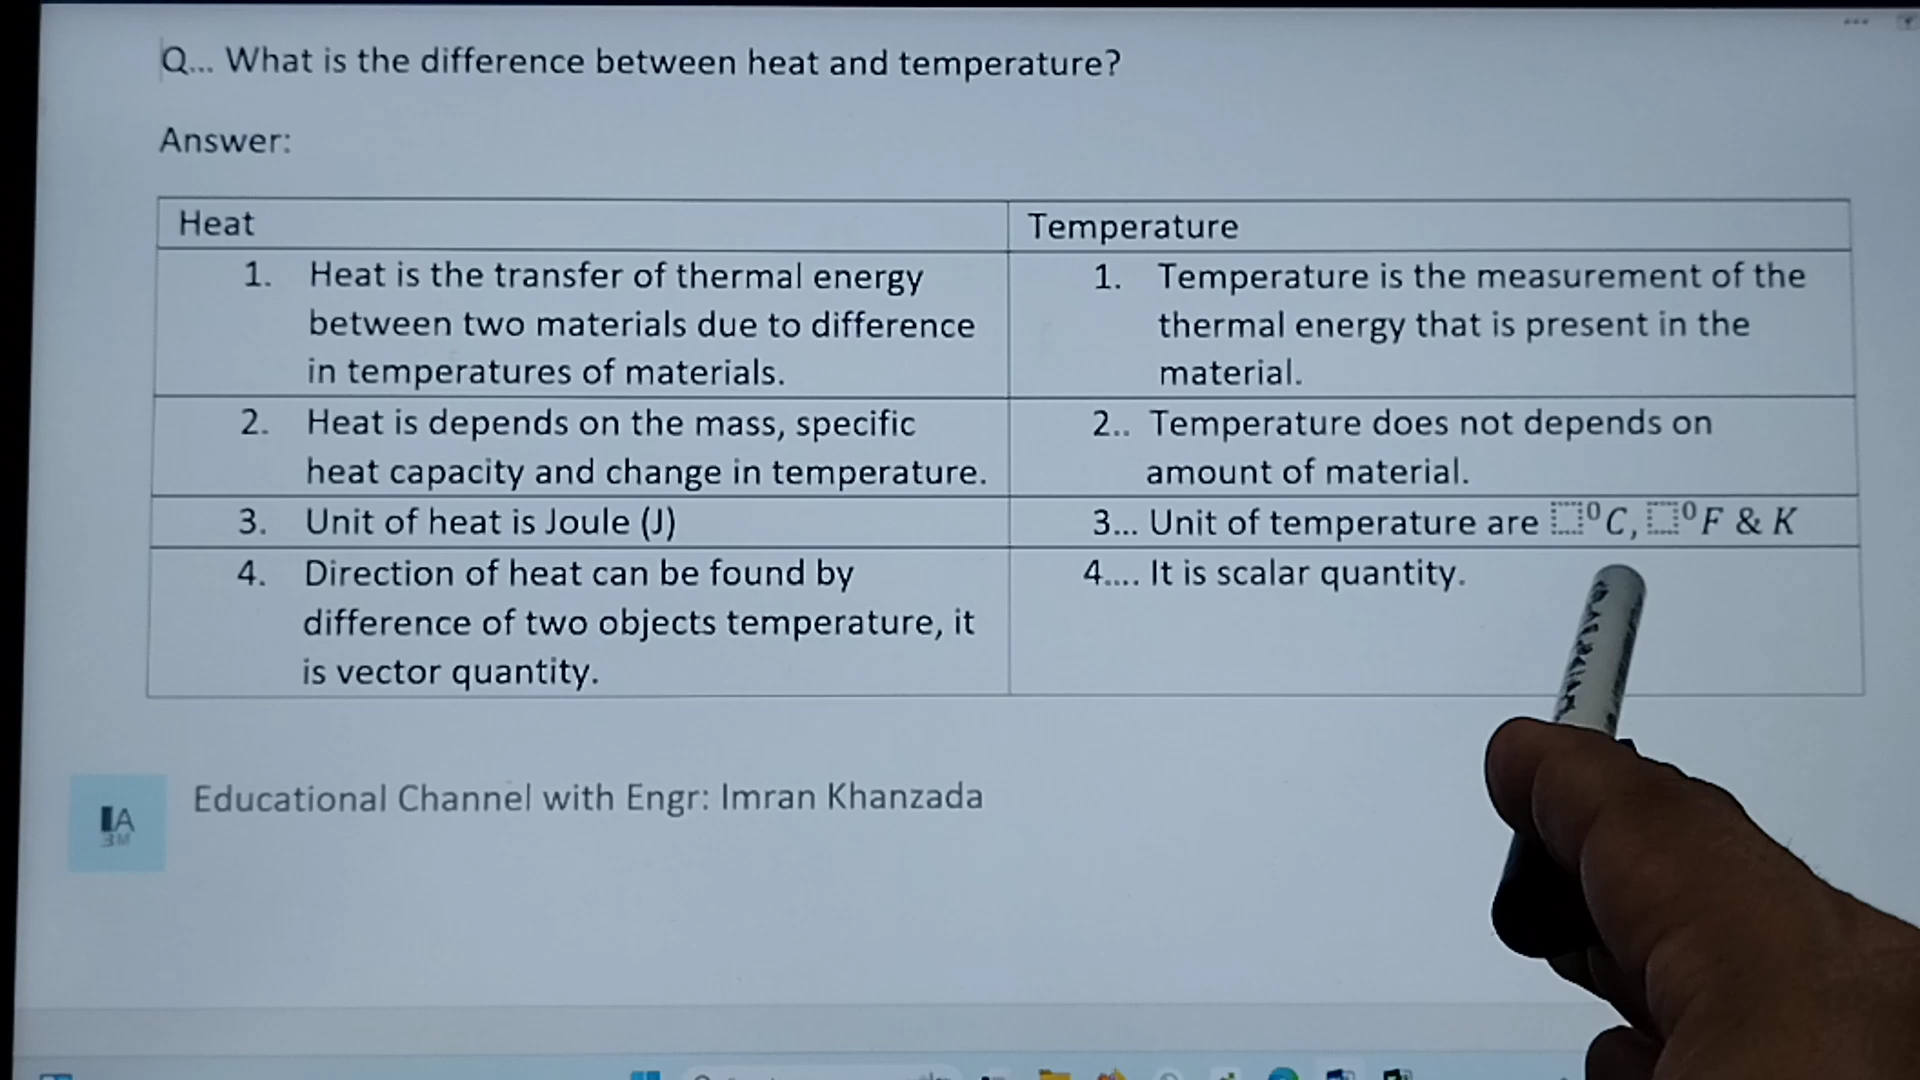 Q... What is the difference between heat and temperature?
Answer:
Heat
Temperature
1. Heat is the transfer of thermal energy
between two materials due to difference
in temperatures of materials.
1. Temperature is the measurement of the
thermal energy that is present in the
material.
2. Heat is depends on the mass, specific
heat capacity and change in temperature.
2.. Temperature does not depends on
amount of material.
3. Unit of heat is Joule (J)
3... Unit of temperature are ⁰C, ⁰F & K
4. Direction of heat can be found by
difference of two objects temperature, it
is vector quantity.
4.... It is scalar quantity.
Educational Channel with Engr: Imran Khanzada